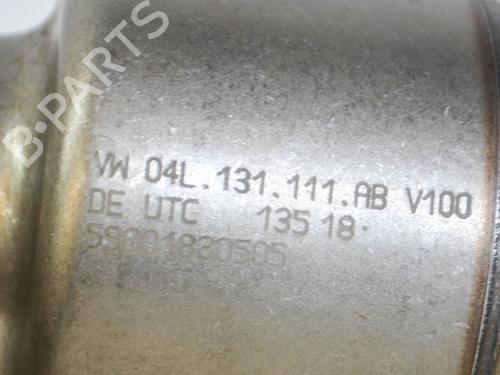 B-PARTS
VW 04L.131.111.AB V100
DE UTC 135 18
59001830505